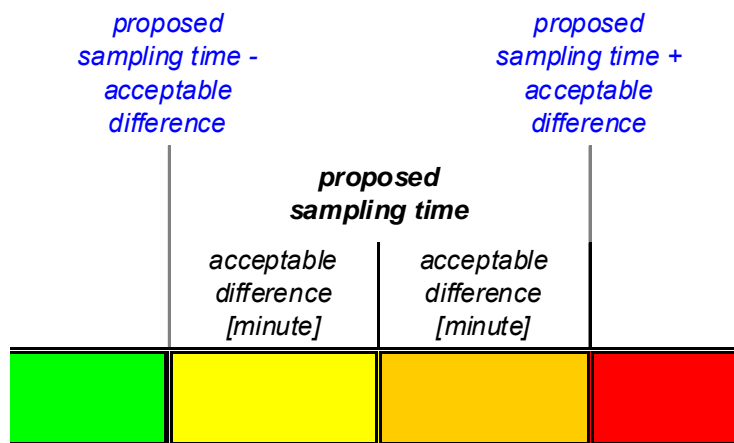 proposed
sampling time -
acceptable
difference
proposed
sampling time +
acceptable
difference
proposed
sampling time
acceptable
difference
[minute]
acceptable
difference
[minute]